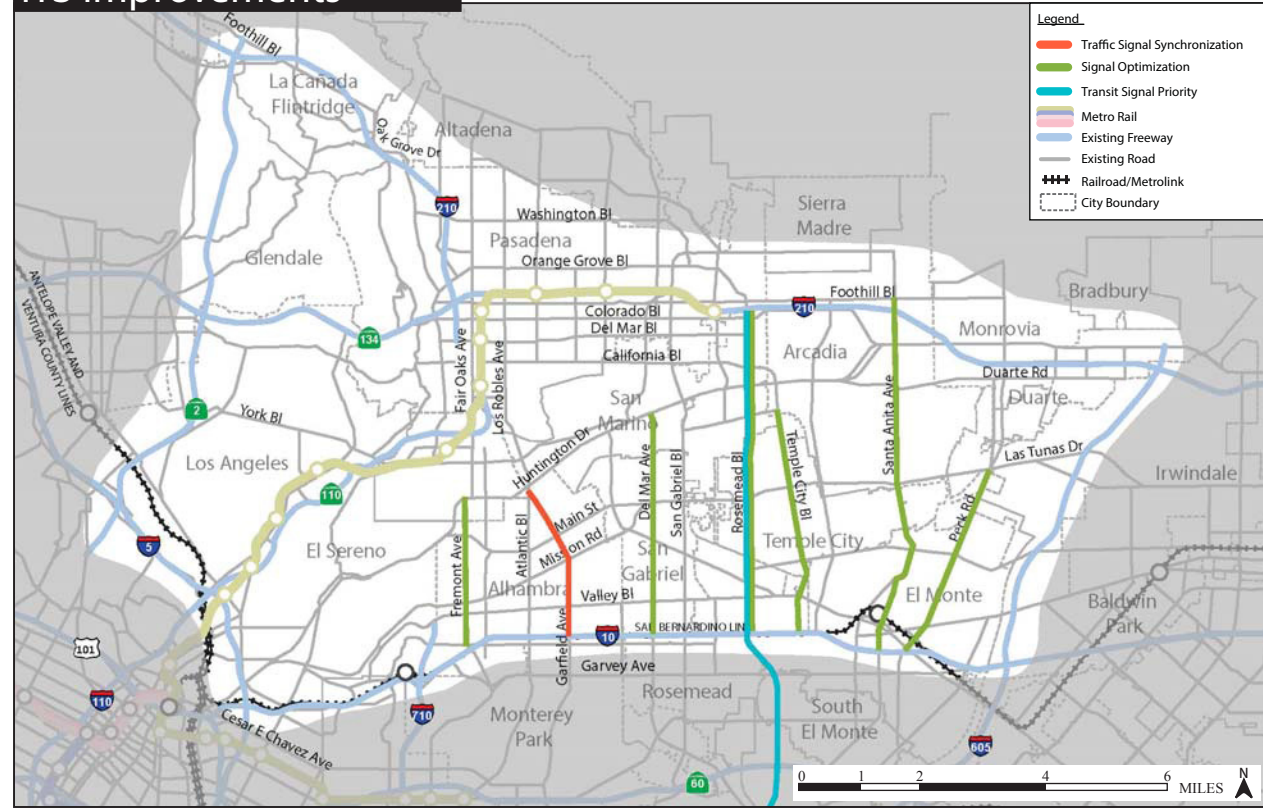 Improvements
Legend
Traffic Signal Synchronization
Signal Optimization
Transit Signal Priority
Metro Rail
Existing Freeway
Existing Road
Railroad/Metrolink
City Boundary
Foothill Bl
La Cañada
Flintridge
Oak Grove Dr
Altadena
210
Washington Bl
Sierra
Madre
Pasadena
Glendale
Orange Grove Bl
ANTELOPE VALLEY AND
VENTURA COUNTY LINES
Foothill Bl
Bradbury
210
Colorado Bl
Del Mar Bl
134
Monrovia
Arcadia
California Bl
Fair Oaks Ave
Los Robles Ave
Duarte Rd
Duarte
2
York Bl
San
Marino
Santa Anita Ave
Huntington Dr
Temple City Bl
Las Tunas Dr
Los Angeles
Del Mar Ave
San Gabriel Bl
Rosemead Bl
Irwindale
110
Peck Rd
Main St
Atlantic Bl
Mission Rd
5
El Sereno
Temple City
San
Gabriel
Fremont Ave
Alhambra
Valley Bl
El Monte
Baldwin
Park
SAN BERNARDINO LIN
10
101
Garfield Ave
Garvey Ave
Rosemead
110
710
Monterey
Park
South
El Monte
Cesar E Chavez Ave
605
60
0 1 2 4 6 MILES
N